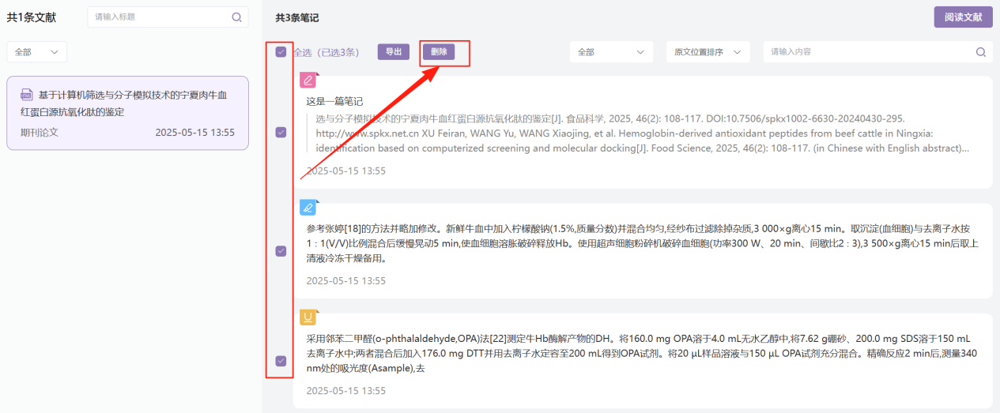 共1条文献
请输入标题
全部
基于计算机筛选与分子模拟技术的宁夏肉牛血
红蛋白源抗氧化肽的鉴定
期刊论文 2025-05-15 13:55
共3条笔记
阅读文献
全选（已选3条） 导出 删除 全部 原文位置排序 请输入内容
这是一篇笔记
选与分子模拟技术的宁夏肉牛血红蛋白源抗氧化肽的鉴定[J]. 食品科学, 2025, 46(2): 108-117. DOI:10.7506/spkx1002-6630-20240430-295.
http://www.spkx.net.cn XU Feiran, WANG Yu, WANG Xiaojing, et al. Hemoglobin-derived antioxidant peptides from beef cattle in Ningxia:
identification based on computerized screening and molecular docking[J]. Food Science, 2025, 46(2): 108-117. (in Chinese with English abstract)...
2025-05-15 13:55
参考张婷[18]的方法并略加修改。新鲜牛血中加入柠檬酸钠(1.5%,质量分数)并混合均匀,经纱布过滤除掉杂质,3 000×g离心15 min。取沉淀(血细胞)与去离子水按
1∶1(V/V)比例混合后缓慢晃动5 min,使血细胞溶胀破碎释放Hb。使用超声细胞粉碎机破碎血细胞(功率300 W、20 min、间歇比2∶3),3 500×g离心15 min后取上
清液冷冻干燥备用。
2025-05-15 13:55
采用邻苯二甲醛(o-phthalaldehyde,OPA)法[22]测定牛Hb酶解产物的DH。将160.0 mg OPA溶于4.0 mL无水乙醇中,将7.62 g硼砂、200.0 mg SDS溶于150 mL
去离子水中;两者混合后加入176.0 mg DTT并用去离子水定容至200 mL得到OPA试剂。将20 μL样品溶液与150 μL OPA试剂充分混合。精确反应2 min后,测量340
nm处的吸光度(Asample),去
2025-05-15 13:55